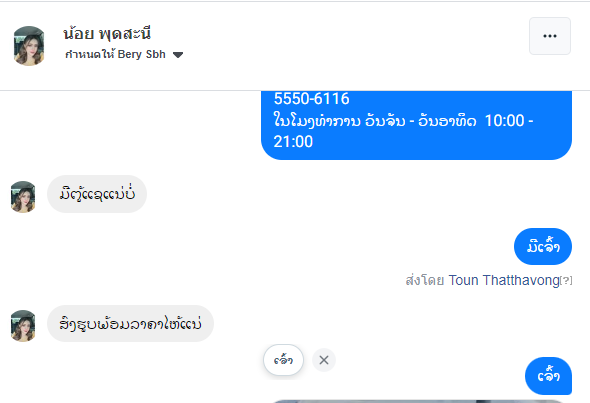 น้อย พุดสะนี
กำหนดให้ Bery Sbh
5550-6116
ໃນໂມງທຳການ ວັນຈັນ - ວັນອາທິດ 10:00 -
21:00
ມີຕູ້ແຊແນ່ບໍ່
ມີເຈົ້າ
ส่งโดย Toun Thatthavong[?]
ສົ່ງຮູບພ້ອມລາຄາໃຫ້ແນ່
ເຈົ້າ
ເຈົ້າ